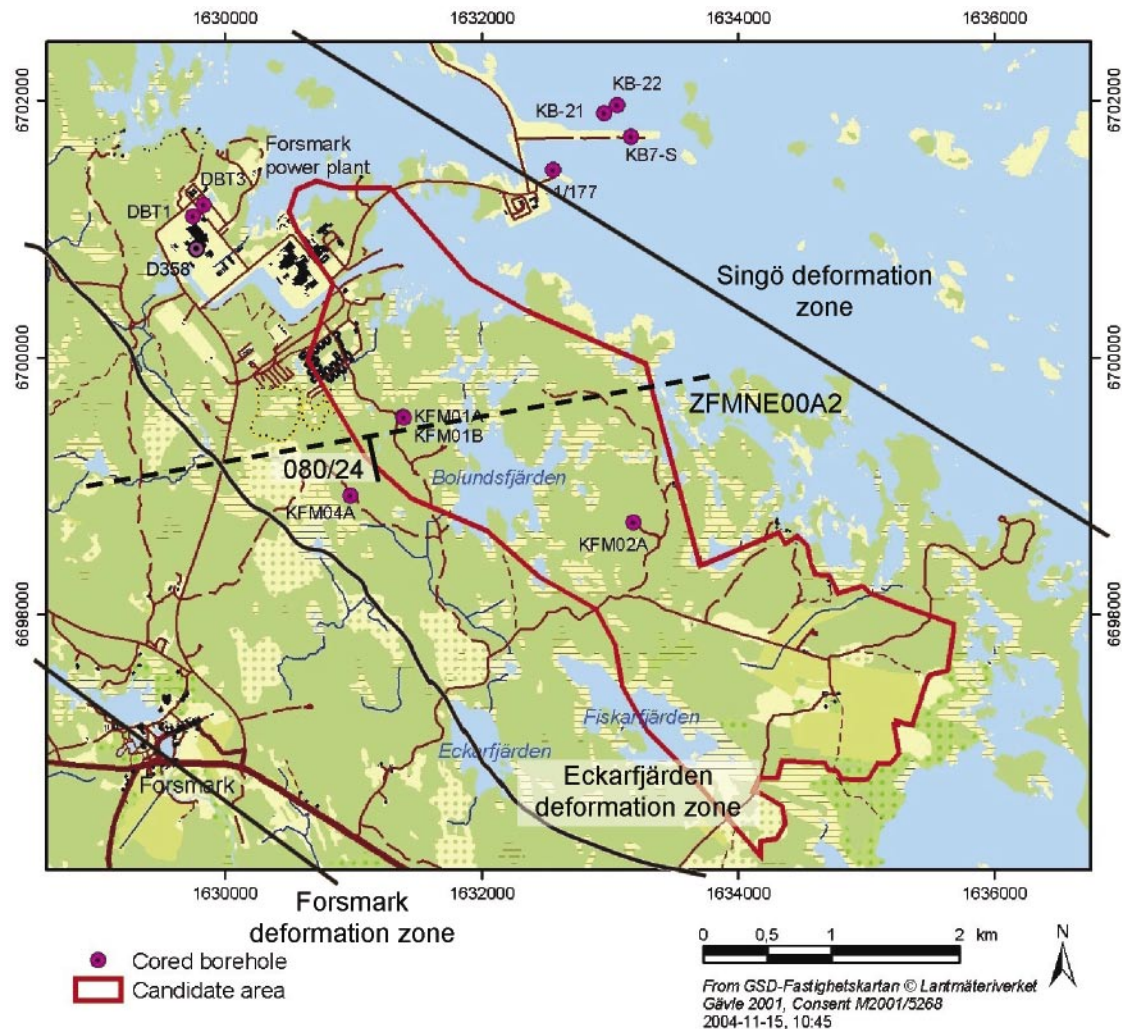 1630000
1632000
1634000
1636000
6702000
6702000
KB-22
KB-21
KB7-S
1/177
Forsmark
power plant
DBT3
DBT1
D358
Singö deformation
zone
6700000
6700000
ZFMNE00A2
KFM01A
KFM01B
080/24
Bolundsfjärden
KFM04A
KFM02A
6698000
6698000
Fiskarfjärden
Eckarfjärden
Eckarfjärden
deformation zone
Forsmark
1630000
1632000
1634000
1636000
Forsmark
deformation zone
Cored borehole
Candidate area
0 0,5 1 2 km
N
From GSD-Fastighetskartan © Lantmäteriverket
Gävle 2001, Consent M2001/5268
2004-11-15, 10:45